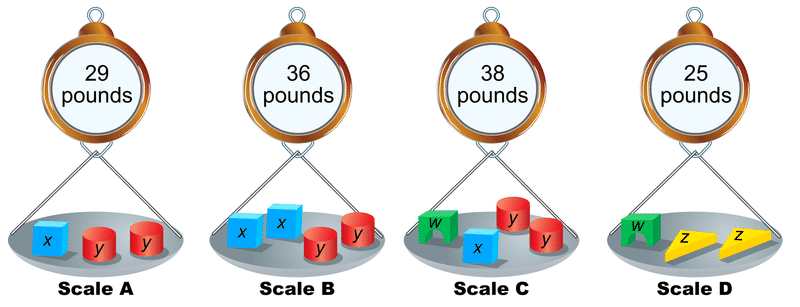 29
pounds
36
pounds
38
pounds
25
pounds
x
y
y
x
x
y
y
w
x
y
y
w
z
z
Scale A
Scale B
Scale C
Scale D